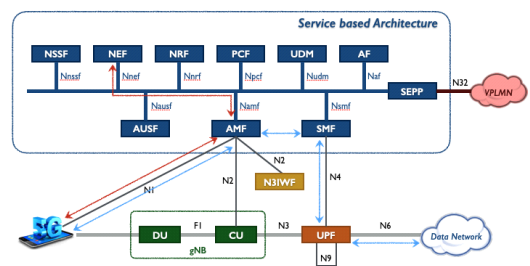 Service based Architecture
NSSF
NEF
NRF
PCF
UDM
AF
Nnssf
Nnef
Nnrf
Npcf
Nudm
Naf
SEPP
N32
VPLMN
Nausf
Namf
Nsmf
AUSF
AMF
SMF
N2
N1
N2
N3IWF
N4
5G
F1
N3
N6
DU
CU
UPF
Data Network
gNB
N9